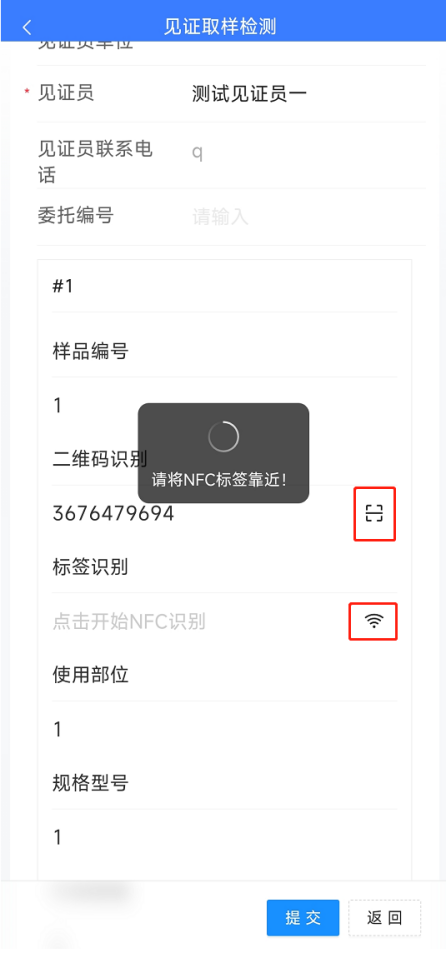 见证取样检测
见证员单位
* 见证员 测试见证员一
见证员联系电话 q
委托编号 请输入
#1
样品编号
1
二维码识别
请将NFC标签靠近！
3676479694
标签识别
点击开始NFC识别
使用部位
1
规格型号
1
提 交 返 回